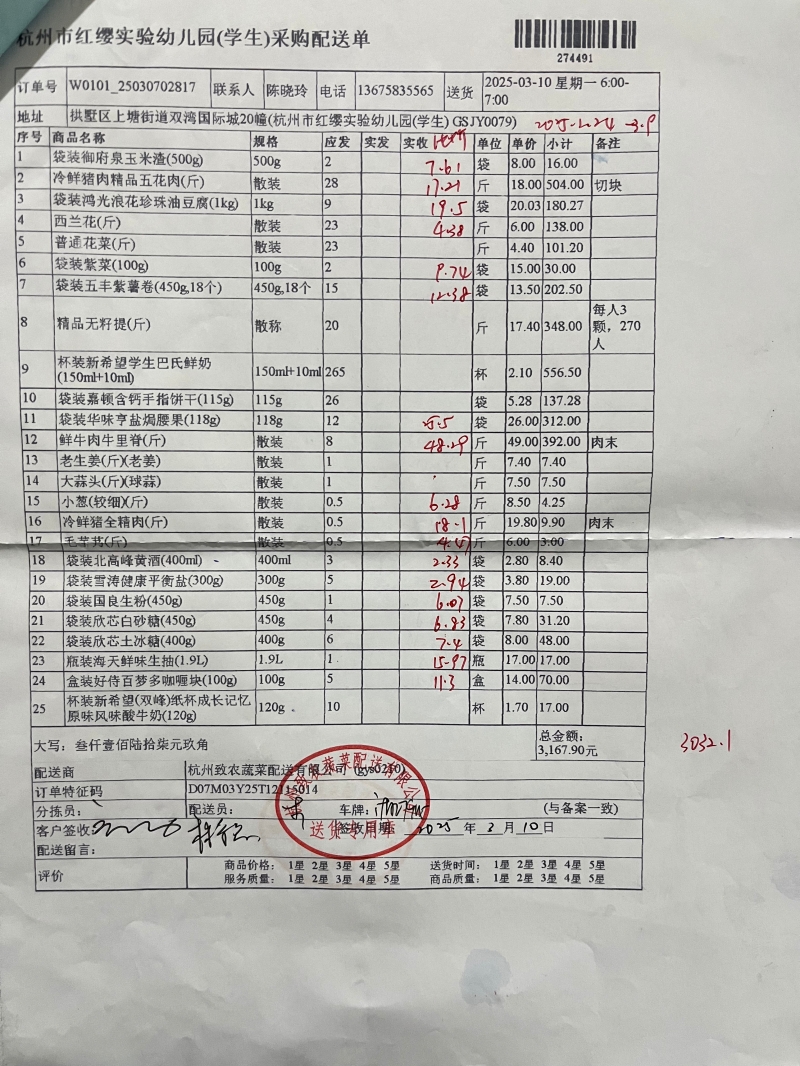 杭州市红缨实验幼儿园(学生)采购配送单
274491
订单号 W0101_25030702817 联系人 陈晓玲 电话 13675835565 送货 2025-03-10 星期一 6:00-7:00
地址 拱墅区上塘街道双湾国际城20幢(杭州市红缨实验幼儿园(学生) GSJY0079)
序号 商品名称 规格 应发 实发 实收 单位 单价 小计 备注
1 袋装御府泉玉米渣(500g) 500g 2 7.61 袋 8.00 16.00
2 冷鲜猪肉精品五花肉(斤) 散装 28 17.21 斤 18.00 504.00 切块
3 袋装鸿光浪花珍珠油豆腐(1kg) 1kg 9 19.5 袋 20.03 180.27
4 西兰花(斤) 散装 23 4.38 斤 6.00 138.00
5 普通花菜(斤) 散装 23 斤 4.40 101.20
6 袋装紫菜(100g) 100g 2 9.74 袋 15.00 30.00
7 袋装五丰紫薯卷(450g,18个) 450g,18个 15 12.38 袋 13.50 202.50
8 精品无籽提(斤) 散称 20 斤 17.40 348.00 每人3颗，270人
9 杯装新希望学生巴氏鲜奶(150ml+10ml) 150ml+10ml 265 杯 2.10 556.50
10 袋装嘉顿含钙手指饼干(115g) 115g 26 袋 5.28 137.28
11 袋装华味亨盐焗腰果(118g) 118g 12 袋 26.00 312.00
12 鲜牛肉牛里脊(斤) 散装 8 48.29 斤 49.00 392.00 肉末
13 老生姜(斤)(老姜) 散装 1 斤 7.40 7.40
14 大蒜头(斤)(球蒜) 散装 1 斤 7.50 7.50
15 小葱(较细)(斤) 散装 0.5 6.28 斤 8.50 4.25
16 冷鲜猪全精肉(斤) 散装 0.5 18.1 斤 19.80 9.90 肉末
17 毛芋艿(斤) 散装 0.5 斤 6.00 3.00
18 袋装北高峰黄酒(400ml) 400ml 3 2.33 袋 2.80 8.40
19 袋装雪涛健康平衡盐(300g) 300g 5 2.94 袋 3.80 19.00
20 袋装国良生粉(450g) 450g 1 6.07 袋 7.50 7.50
21 袋装欣芯白砂糖(450g) 450g 4 6.83 袋 7.80 31.20
22 袋装欣芯土冰糖(400g) 400g 6 7.4 袋 8.00 48.00
23 瓶装海天鲜味生抽(1.9L) 1.9L 1 15.97 瓶 17.00 17.00
24 盒装好侍百梦多咖喱块(100g) 100g 5 11.3 盒 14.00 70.00
25 杯装新希望(双峰)纸杯成长记忆原味风味酸牛奶(120g) 120g 10 杯 1.70 17.00
大写：叁仟壹佰陆拾柒元玖角 总金额：3,167.90元
3032.1
配送商 杭州致农蔬菜配送有限公司 (gys0210)
订单特征码 D07M03Y25T12115014
分拣员： 配送员： 车牌： (与备案一致)
客户签收： 签收日期： 2025 年 3 月 10 日
送货专用章
配送留言：
评价 商品价格： 1星 2星 3星 4星 5星 送货时间： 1星 2星 3星 4星 5星
服务质量： 1星 2星 3星 4星 5星 商品质量： 1星 2星 3星 4星 5星